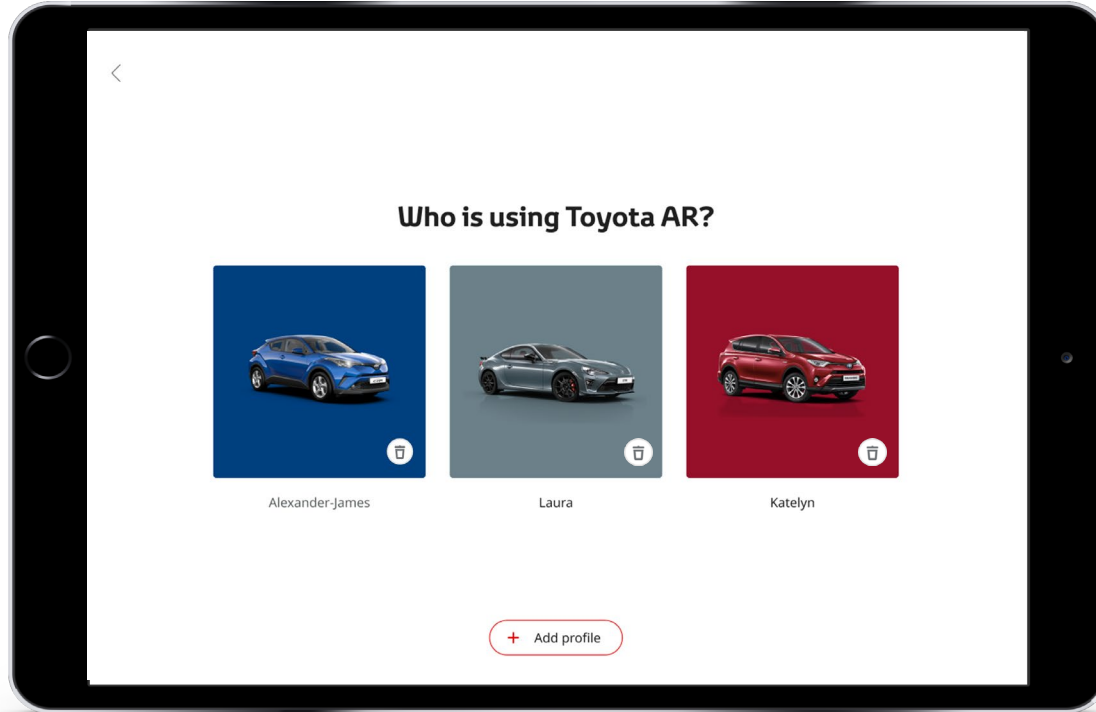 Who is using Toyota AR?
Alexander-James
Laura
Katelyn
+ Add profile